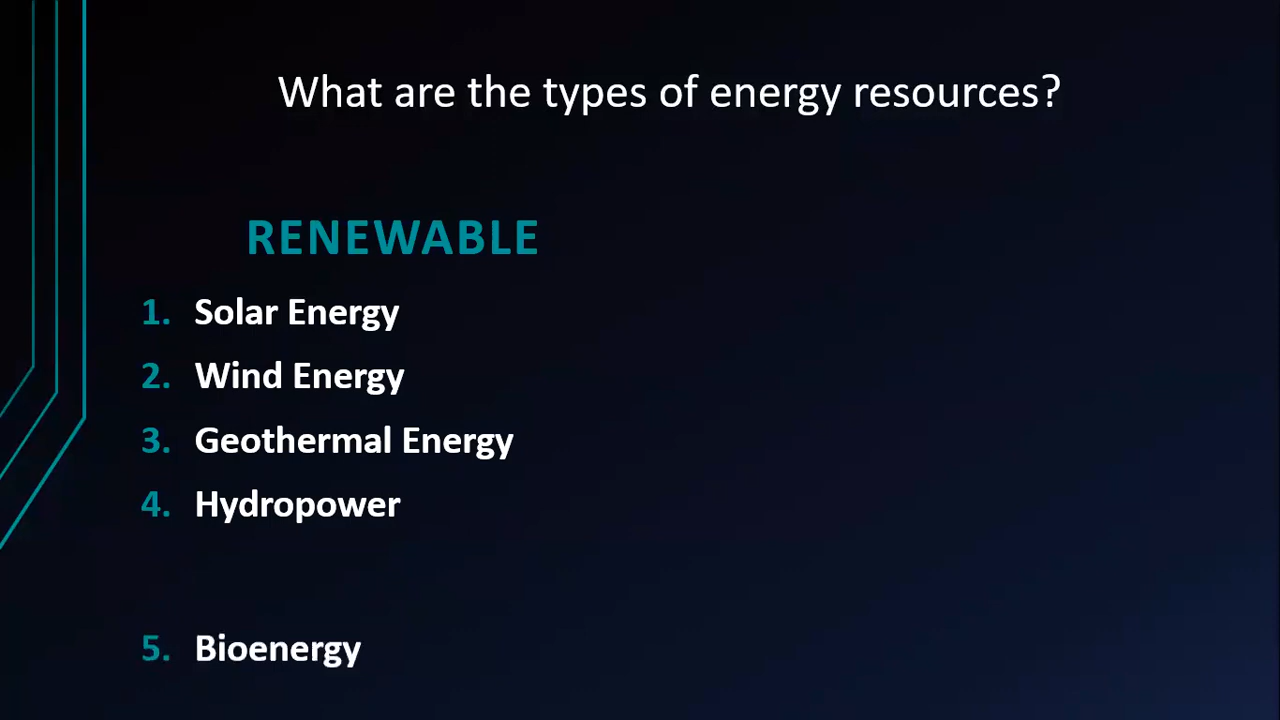 What are the types of energy resources?
RENEWABLE
1. Solar Energy
2. Wind Energy
3. Geothermal Energy
4. Hydropower
5. Bioenergy